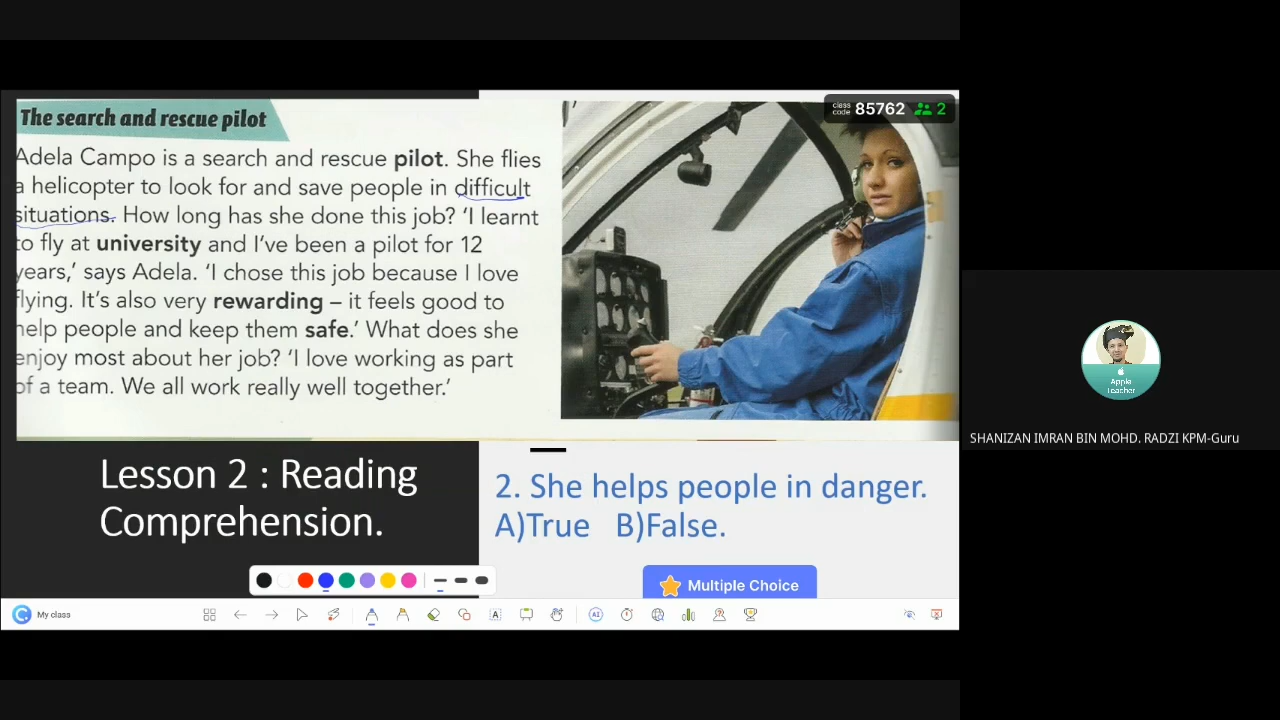 The search and rescue pilot
class code 85762 2
Adela Campo is a search and rescue pilot. She flies
a helicopter to look for and save people in difficult
situations. How long has she done this job? ‘I learnt
to fly at university and I’ve been a pilot for 12
years,’ says Adela. ‘I chose this job because I love
flying. It’s also very rewarding – it feels good to
help people and keep them safe.’ What does she
enjoy most about her job? ‘I love working as part
of a team. We all work really well together.’
Lesson 2 : Reading
Comprehension.
2. She helps people in danger.
A)True B)False.
Multiple Choice
My class
A
AI
Apple
Teacher
SHANIZAN IMRAN BIN MOHD. RADZI KPM-Guru